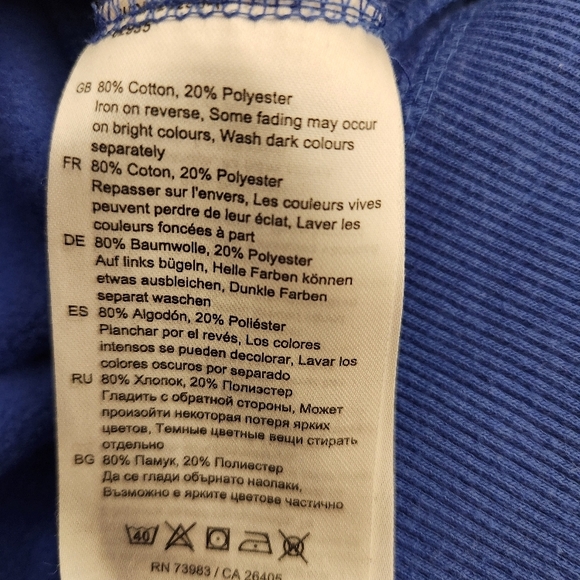 GB 80% Cotton, 20% Polyester
Iron on reverse, Some fading may occur
on bright colours, Wash dark colours
separately
FR 80% Coton, 20% Polyester
Repasser sur l'envers, Les couleurs vives
peuvent perdre de leur éclat, Laver les
couleurs foncées à part
DE 80% Baumwolle, 20% Polyester
Auf links bügeln, Helle Farben können
etwas ausbleichen, Dunkle Farben
separat waschen
ES 80% Algodón, 20% Poliéster
Planchar por el revés, Los colores
intensos se pueden decolorar, Lavar los
colores oscuros por separado
RU 80% Хлопок, 20% Полиэстер
Гладить с обратной стороны, Может
произойти некоторая потеря ярких
цветов, Темные цветные вещи стирать
отдельно
BG 80% Памук, 20% Полиестер
Да се глади обърнато наопаки,
Възможно е ярките цветове частично
40 W
RN 73983 / CA 26405